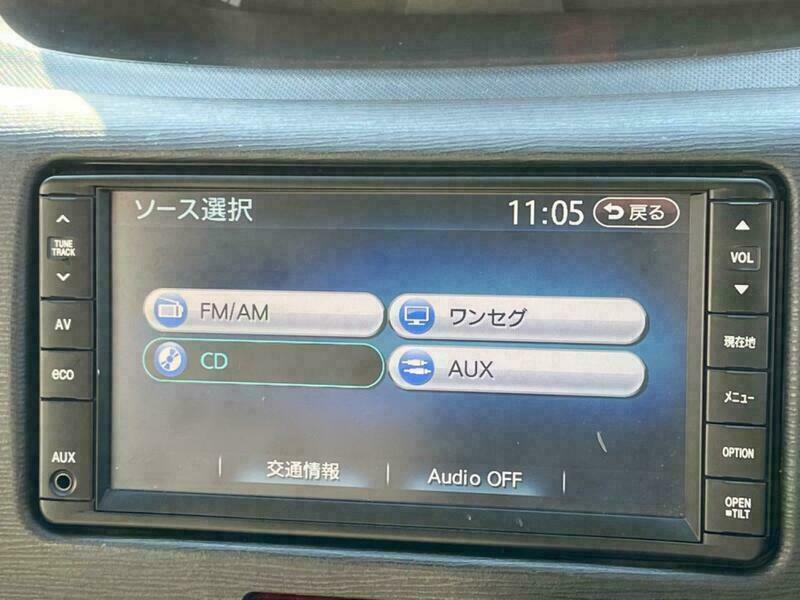 ソース選択 11:05 戻る
FM/AM ワンセグ
CD AUX
交通情報 Audio OFF
TUNE
TRACK
AV
eco
AUX
VOL
現在地
メニュー
OPTION
OPEN
TILT